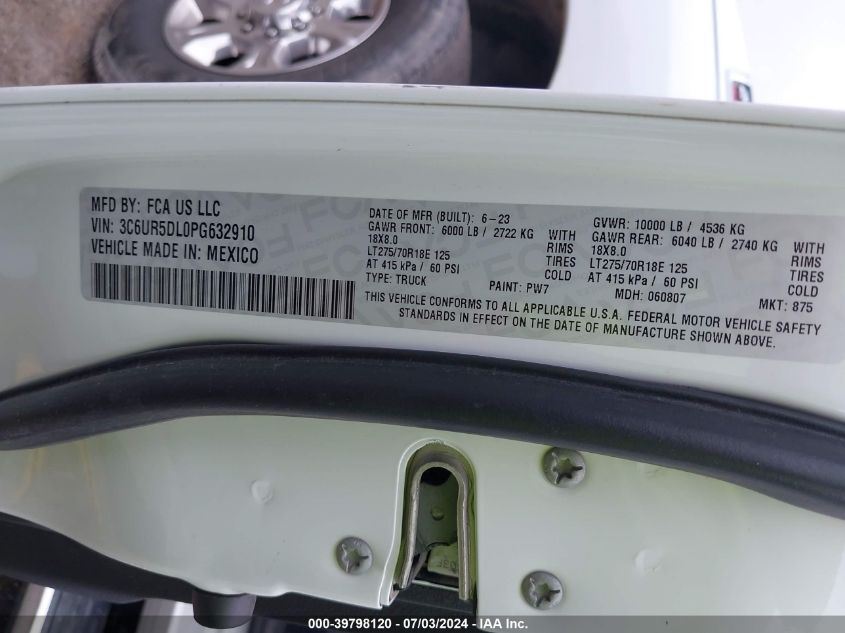 MFD BY: FCA US LLC
VIN: 3C6UR5DL0PG632910
VEHICLE MADE IN: MEXICO
DATE OF MFR (BUILT): 6-23
GAWR FRONT: 6000 LB / 2722 KG
18X8.0 WITH RIMS
LT275/70R18E 125 TIRES
AT 415 kPa / 60 PSI COLD
TYPE: TRUCK PAINT: PW7
GVWR: 10000 LB / 4536 KG
GAWR REAR: 6040 LB / 2740 KG
18X8.0 WITH RIMS
LT275/70R18E 125 TIRES
AT 415 kPa / 60 PSI COLD
MDH: 060807 MKT: 875
THIS VEHICLE CONFORMS TO ALL APPLICABLE U.S.A. FEDERAL MOTOR VEHICLE SAFETY
STANDARDS IN EFFECT ON THE DATE OF MANUFACTURE SHOWN ABOVE.
000-39798120 - 07/03/2024 - IAA Inc.